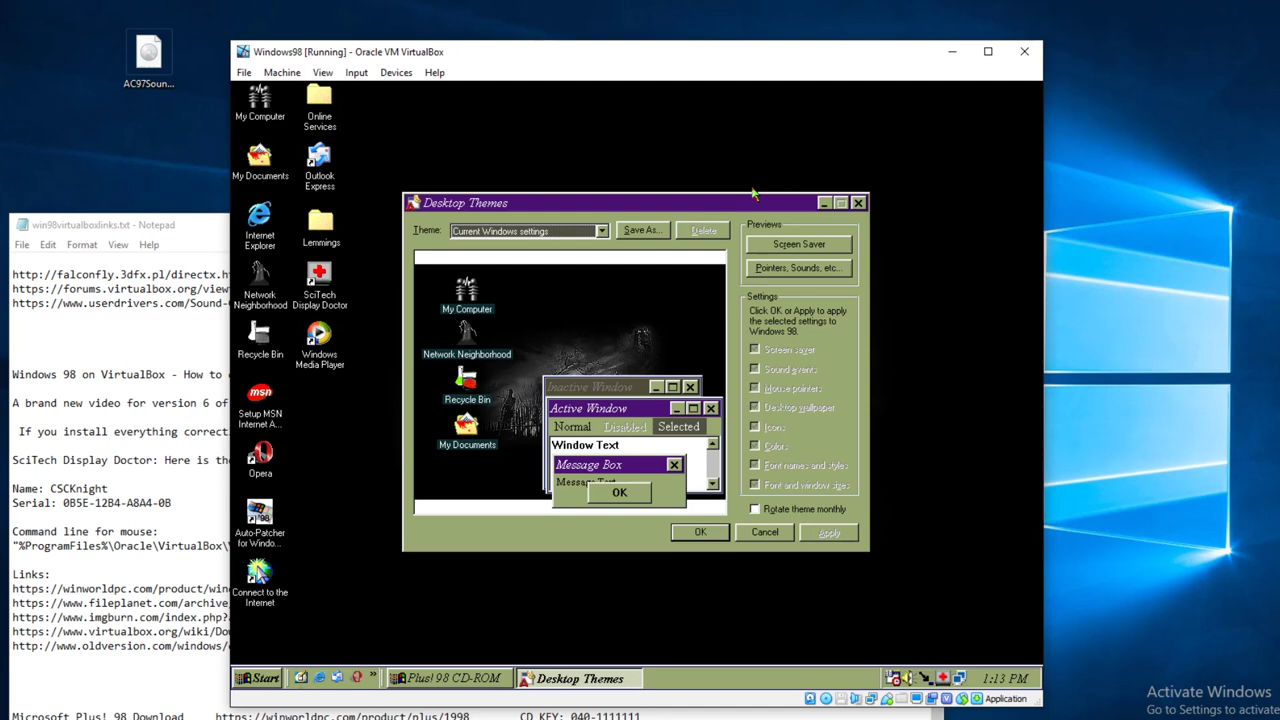 AC97Soun...
Windows98 [Running] - Oracle VM VirtualBox
File Machine View Input Devices Help
My Computer
Online
Services
My Documents
Outlook
Express
Internet
Explorer
Lemmings
Network
Neighborhood
SciTech
Display Doctor
Recycle Bin
Windows
Media Player
Setup MSN
Internet A...
Opera
Auto-Patcher
for Windo...
Connect to the
Internet
Desktop Themes
Theme: Current Windows settings Save As... Delete
Previews
Screen Saver
Pointers, Sounds, etc...
Settings
Click OK or Apply to apply
the selected settings to
Windows 98.
Screen saver
Sound events
Mouse pointers
Desktop wallpaper
Icons
Colors
Font names and styles
Font and window sizes
Rotate theme monthly
My Computer
Network Neighborhood
Recycle Bin
My Documents
Inactive Window
Active Window
Normal Disabled Selected
Window Text
Message Box
Message Text
OK
OK Cancel Apply
Start » Plus! 98 CD-ROM Desktop Themes 1:13 PM
Application
win98virtualboxlinks.txt - Notepad
File Edit Format View Help
http://falconfly.3dfx.pl/directx.h
https://forums.virtualbox.org/view
https://www.userdrivers.com/Sound-
Windows 98 on VirtualBox - How to
A brand new video for version 6 of
If you install everything correct
SciTech Display Doctor: Here is the
Name: CSCKnight
Serial: 0B5E-12B4-A8A4-0B
Command line for mouse:
"%ProgramFiles%\Oracle\VirtualBox\
Links:
https://winworldpc.com/product/win
https://www.fileplanet.com/archive
https://www.imgburn.com/index.php?
https://www.virtualbox.org/wiki/Do
http://www.oldversion.com/windows/
Microsoft Plus! 98 Download https://winworldpc.com/product/plus/1998 CD KEY: 040-1111111
Activate Windows
Go to Settings to activate